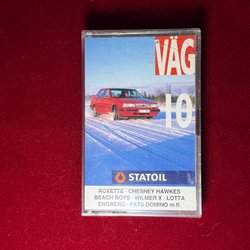 VÄG
10
STATOIL
ROXETTE · CHESNEY HAWKES
BEACH BOYS · WILMER X · LOTTA
ENGBERG · FATS DOMINO m.fl.